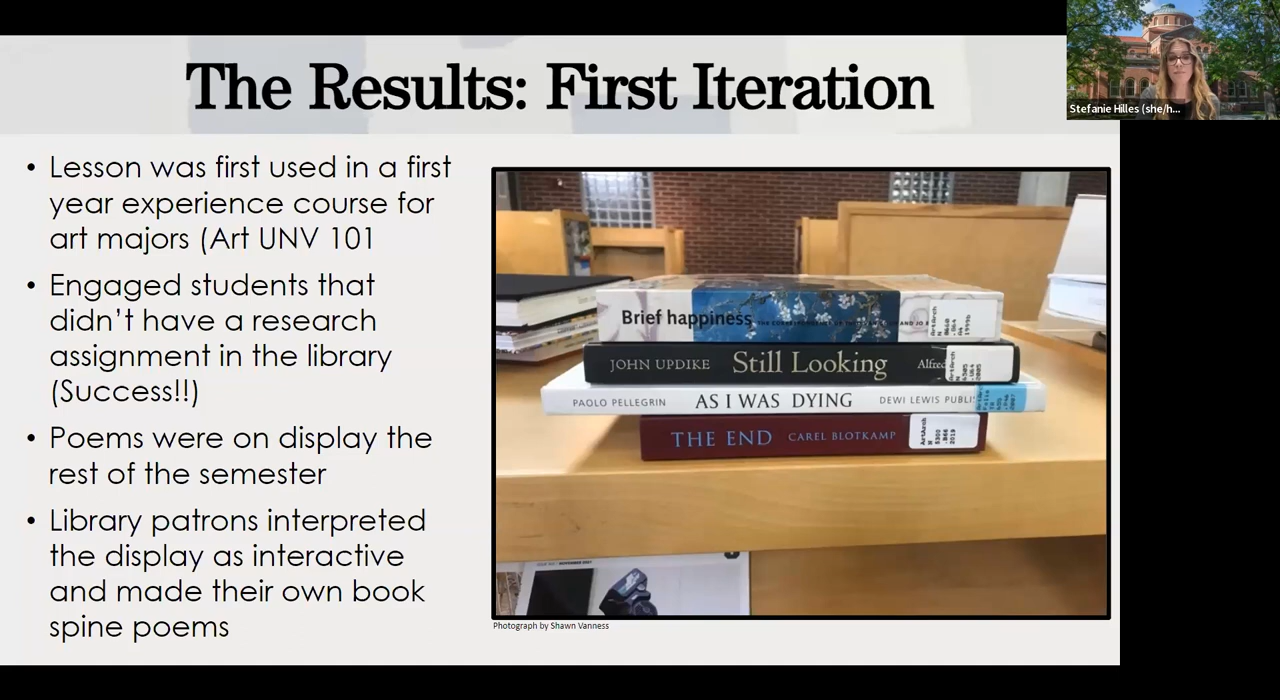 The Results: First Iteration
Stefanie Hilles (she/h...
• Lesson was first used in a first
year experience course for
art majors (Art UNV 101
• Engaged students that
didn't have a research
assignment in the library
(Success!!)
• Poems were on display the
rest of the semester
• Library patrons interpreted
the display as interactive
and made their own book
spine poems
Brief happiness
JOHN UPDIKE Still Looking Alfred
PAOLO PELLEGRIN AS I WAS DYING DEWI LEWIS PUBLI
THE END CAREL BLOTKAMP
Photograph by Shawn Vanness